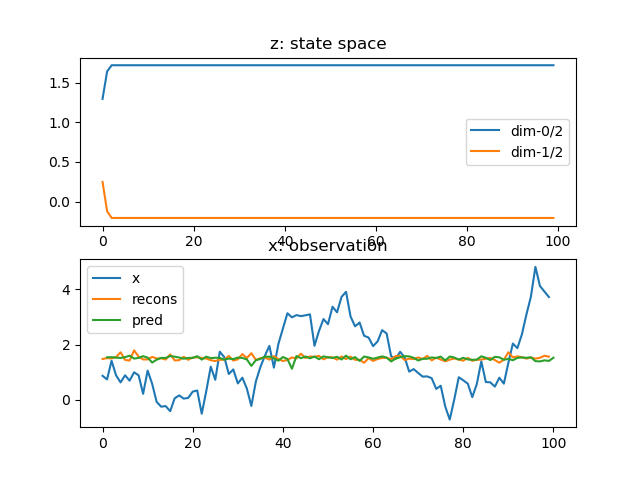 z: state space
1.5
1.0
0.5
0.0
dim-0/2
dim-1/2
0 20 40 60 80 100
x: observation
x
recons
pred
4
2
0
0 20 40 60 80 100